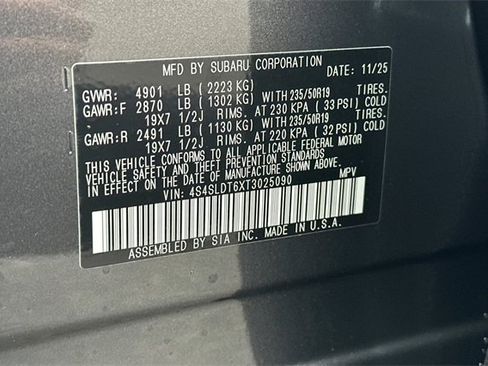 MFD BY SUBARU CORPORATION DATE: 11/25
GVWR: 4901 LB (2223 KG)
GAWR:F 2870 LB (1302 KG) WITH 235/50R19 TIRES.
19X7 1/2J RIMS. AT 230 KPA (33 PSI) COLD
GAWR:R 2491 LB (1130 KG) WITH 235/50R19 TIRES.
19X7 1/2J RIMS. AT 220 KPA (32 PSI) COLD
THIS VEHICLE CONFORMS TO ALL APPLICABLE FEDERAL MOTOR
VEHICLE SAFETY AND THEFT PREVENTION STANDARDS
IN EFFECT ON THE DATE OF MANUFACTURE SHOWN ABOVE.
VIN: 4S4SLDT6XT3025090 MPV
ASSEMBLED BY SIA INC. MADE IN U.S.A.